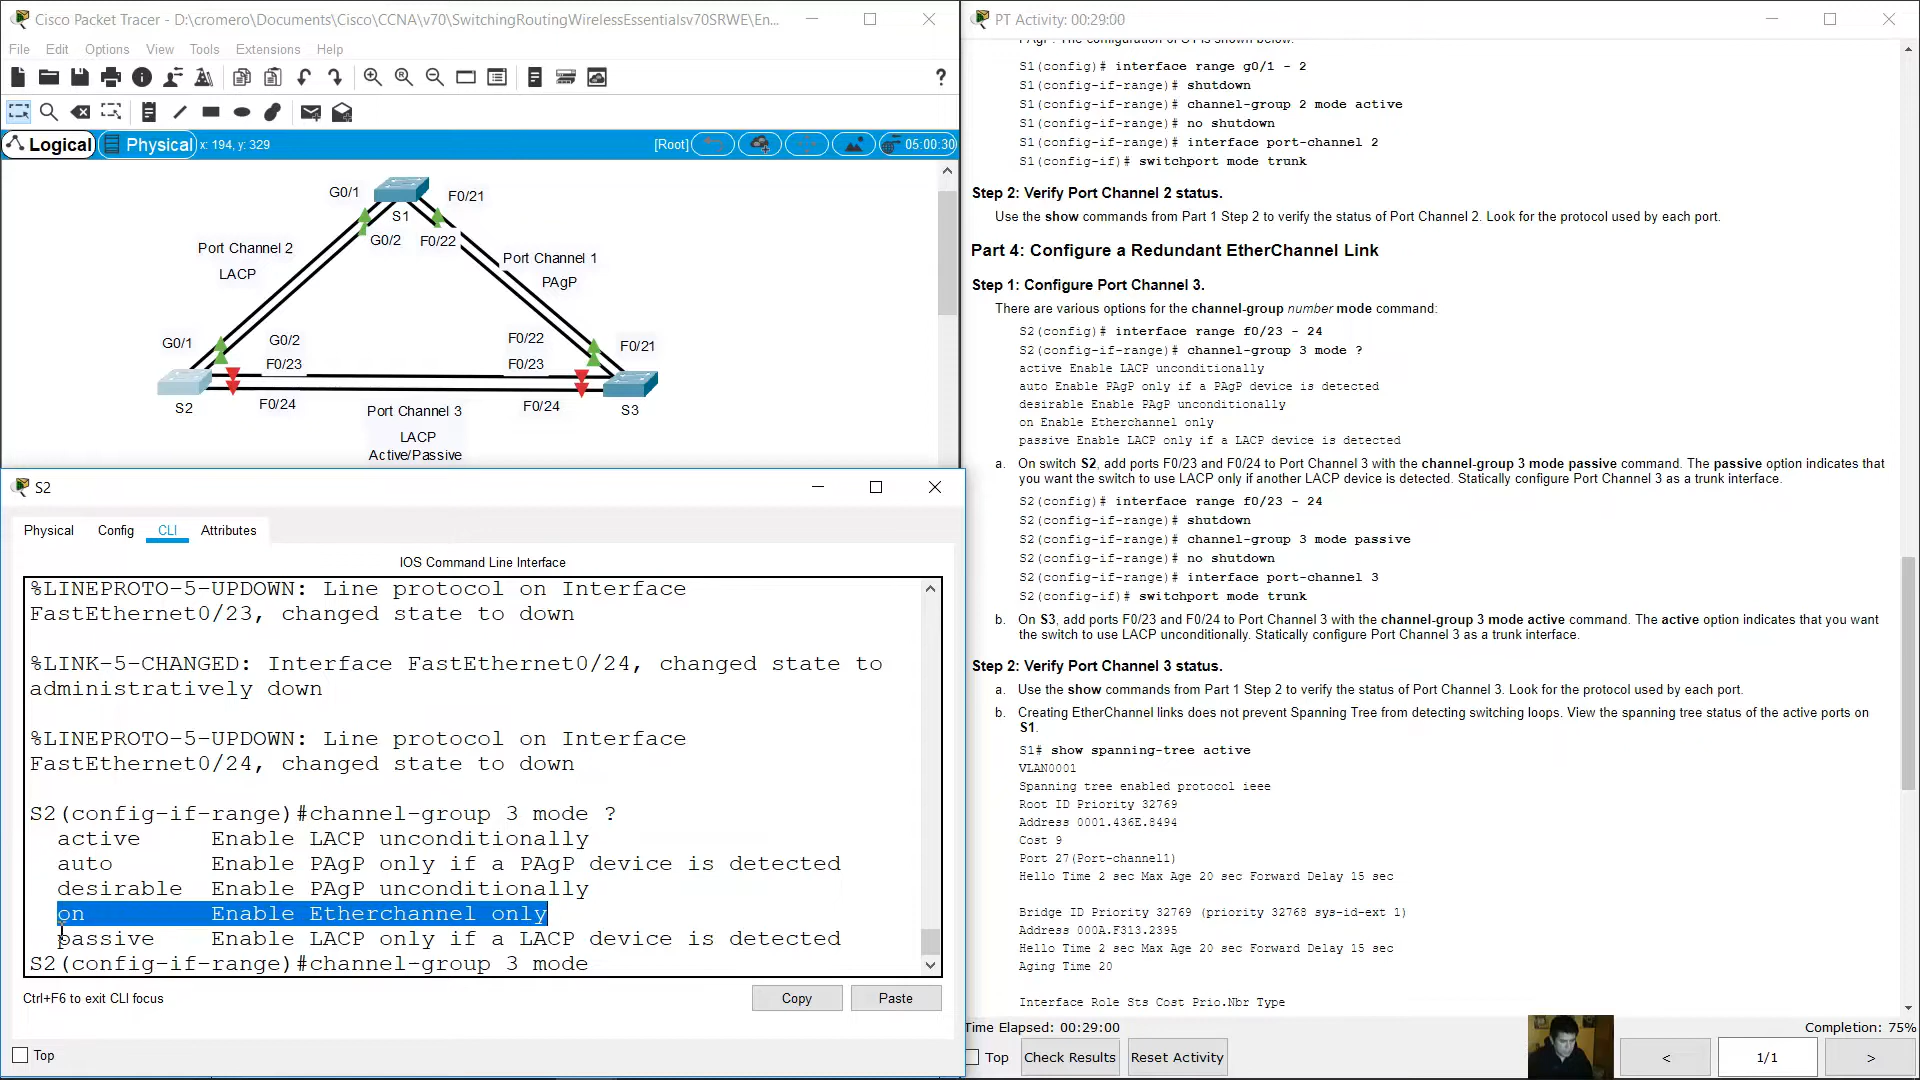 Cisco Packet Tracer - D:\cromero\Documents\Cisco\CCNA\v70\SwitchingRoutingWirelessEssentialsv70SRWE\En...
File Edit Options View Tools Extensions Help
?
Logical Physical x: 194, y: 329 [Root] 05:00:30
G0/1 F0/21
S1
G0/2 F0/22
Port Channel 2
LACP
Port Channel 1
PAgP
G0/1 G0/2 F0/22 F0/21
F0/23 F0/23
S2 F0/24 F0/24 S3
Port Channel 3
LACP
Active/Passive
S2
Physical Config CLI Attributes
IOS Command Line Interface
%LINEPROTO-5-UPDOWN: Line protocol on Interface
FastEthernet0/23, changed state to down
%LINK-5-CHANGED: Interface FastEthernet0/24, changed state to
administratively down
%LINEPROTO-5-UPDOWN: Line protocol on Interface
FastEthernet0/24, changed state to down
S2(config-if-range)#channel-group 3 mode ?
active Enable LACP unconditionally
auto Enable PAgP only if a PAgP device is detected
desirable Enable PAgP unconditionally
on Enable Etherchannel only
passive Enable LACP only if a LACP device is detected
S2(config-if-range)#channel-group 3 mode
Ctrl+F6 to exit CLI focus
Copy Paste
Top
PT Activity: 00:29:00
S1(config)# interface range g0/1 - 2
S1(config-if-range)# shutdown
S1(config-if-range)# channel-group 2 mode active
S1(config-if-range)# no shutdown
S1(config-if-range)# interface port-channel 2
S1(config-if)# switchport mode trunk
Step 2: Verify Port Channel 2 status.
Use the show commands from Part 1 Step 2 to verify the status of Port Channel 2. Look for the protocol used by each port.
Part 4: Configure a Redundant EtherChannel Link
Step 1: Configure Port Channel 3.
There are various options for the channel-group number mode command:
S2(config)# interface range f0/23 - 24
S2(config-if-range)# channel-group 3 mode ?
active Enable LACP unconditionally
auto Enable PAgP only if a PAgP device is detected
desirable Enable PAgP unconditionally
on Enable Etherchannel only
passive Enable LACP only if a LACP device is detected
a. On switch S2, add ports F0/23 and F0/24 to Port Channel 3 with the channel-group 3 mode passive command. The passive option indicates that
you want the switch to use LACP only if another LACP device is detected. Statically configure Port Channel 3 as a trunk interface.
S2(config)# interface range f0/23 - 24
S2(config-if-range)# shutdown
S2(config-if-range)# channel-group 3 mode passive
S2(config-if-range)# no shutdown
S2(config-if-range)# interface port-channel 3
S2(config-if)# switchport mode trunk
b. On S3, add ports F0/23 and F0/24 to Port Channel 3 with the channel-group 3 mode active command. The active option indicates that you want
the switch to use LACP unconditionally. Statically configure Port Channel 3 as a trunk interface.
Step 2: Verify Port Channel 3 status.
a. Use the show commands from Part 1 Step 2 to verify the status of Port Channel 3. Look for the protocol used by each port.
b. Creating EtherChannel links does not prevent Spanning Tree from detecting switching loops. View the spanning tree status of the active ports on
S1.
S1# show spanning-tree active
VLAN0001
Spanning tree enabled protocol ieee
Root ID Priority 32769
Address 0001.436E.8494
Cost 9
Port 27(Port-channel1)
Hello Time 2 sec Max Age 20 sec Forward Delay 15 sec
Bridge ID Priority 32769 (priority 32768 sys-id-ext 1)
Address 000A.F313.2395
Hello Time 2 sec Max Age 20 sec Forward Delay 15 sec
Aging Time 20
Interface Role Sts Cost Prio.Nbr Type
Time Elapsed: 00:29:00 Completion: 75%
Top Check Results Reset Activity < 1/1 >